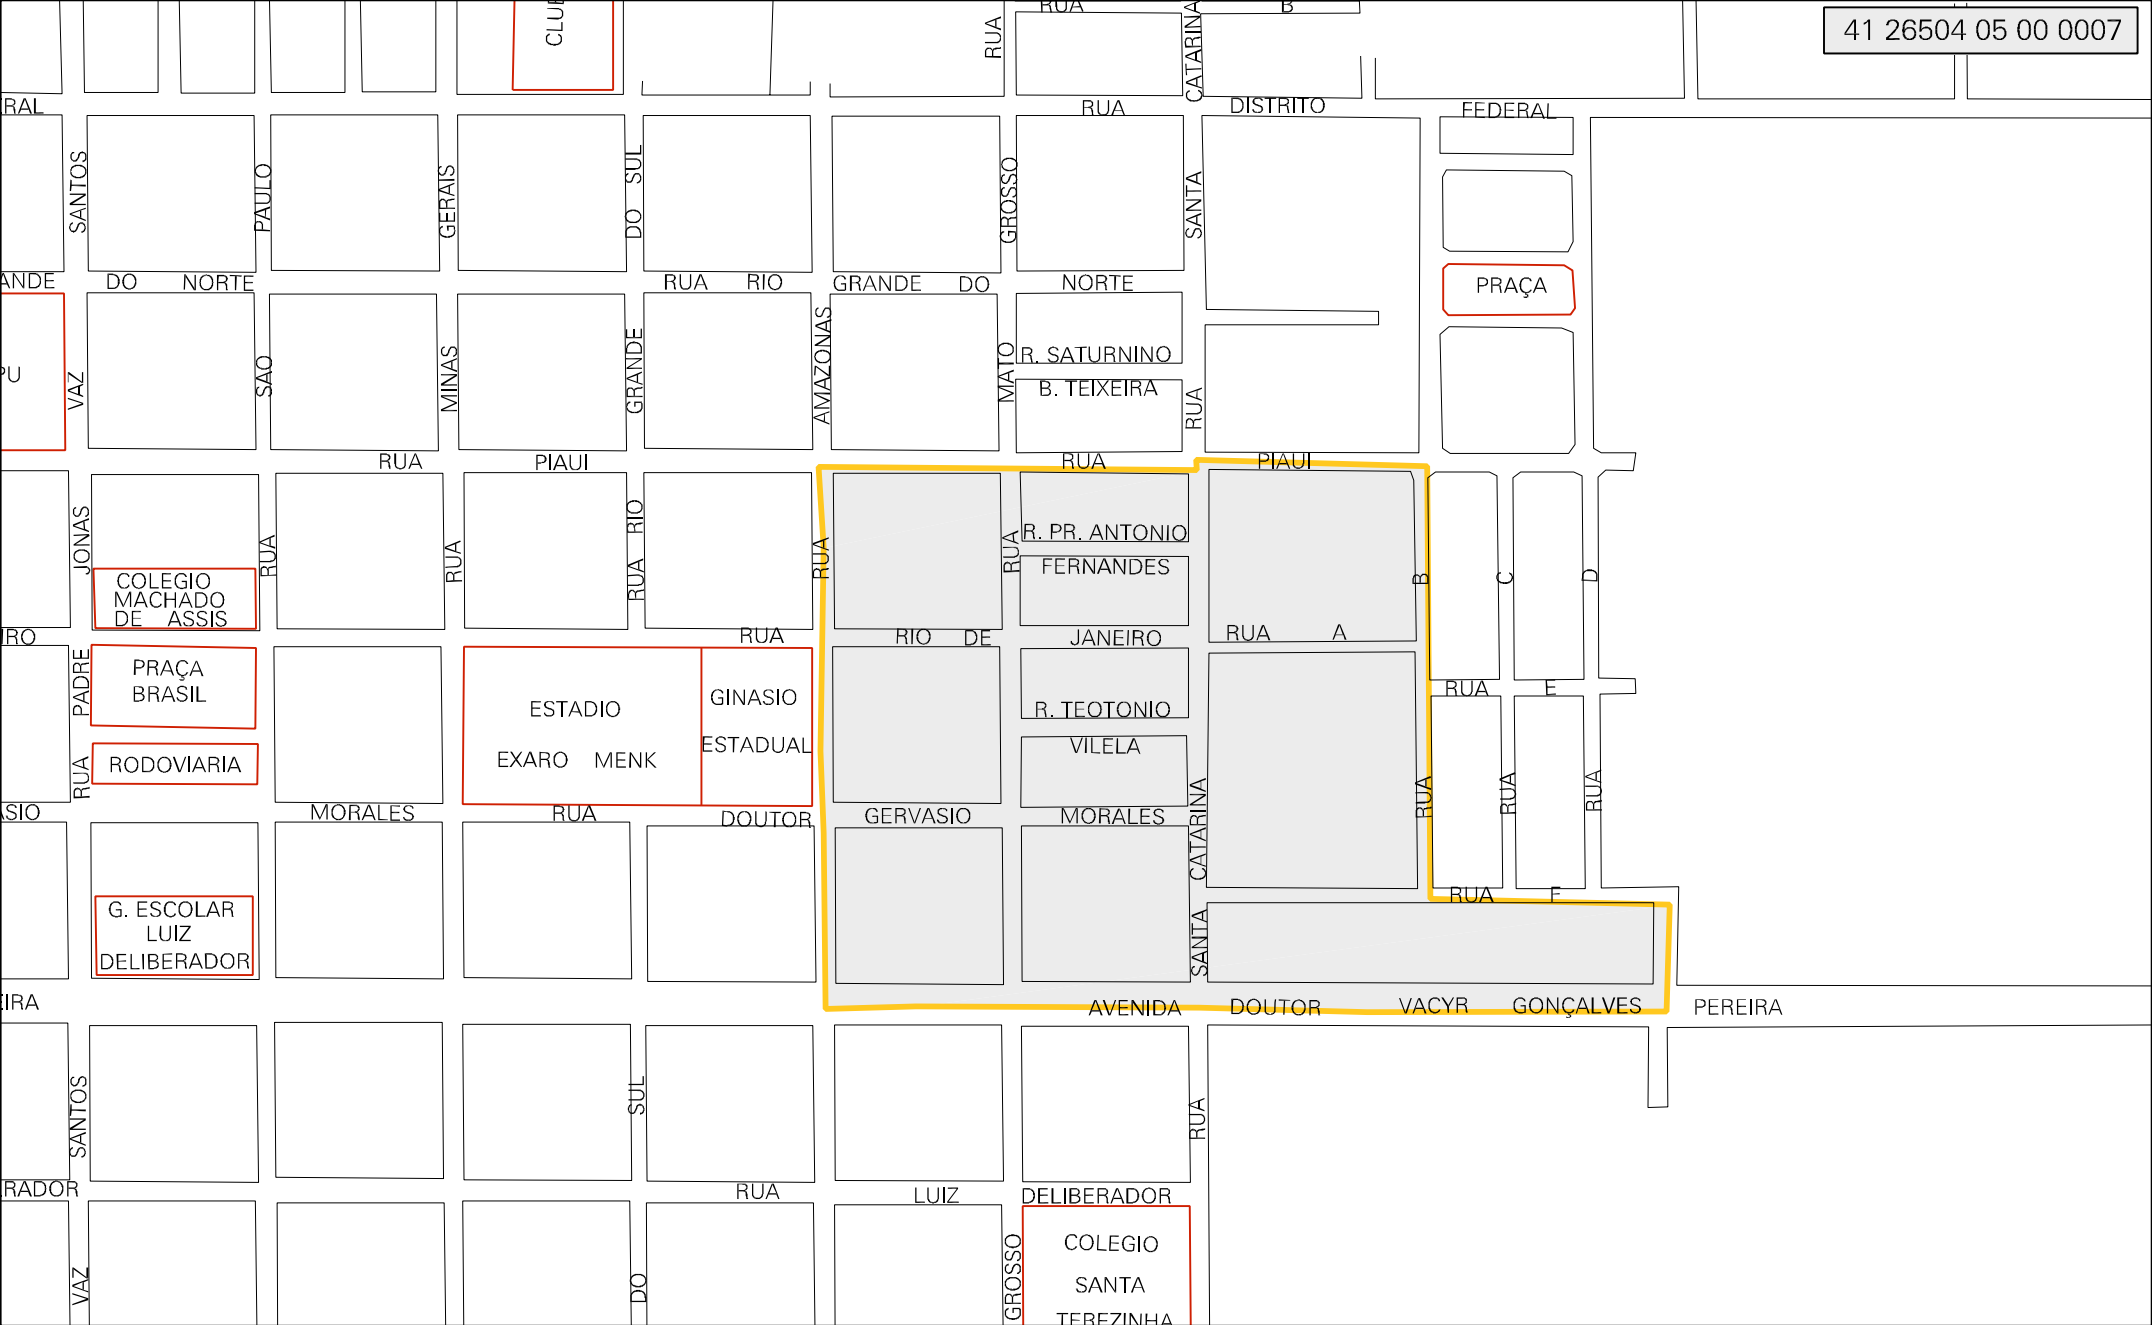 RUA
B
41 26504 05 00 0007
RUA
CATARINA
RAL
RUA
DISTRITO
FEDERAL
SANTOS
PAULO
GERAIS
DO SUL
GROSSO
SANTA
ANDE DO NORTE
RUA RIO GRANDE DO NORTE
PRAÇA
VAZ
SAO
MINAS
GRANDE
AMAZONAS
MATO
R. SATURNINO
B. TEIXEIRA
RUA
RUA PIAUI
RUA PIAUI
JONAS
RUA
RUA
RUA RIO
RUA
RUA
R. PR. ANTONIO
FERNANDES
B
C
D
COLEGIO
MACHADO
DE ASSIS
IRO
RUA RIO DE JANEIRO
RUA A
PADRE
PRAÇA
BRASIL
ESTADIO
EXARO MENK
GINASIO
ESTADUAL
R. TEOTONIO
VILELA
RUA E
RUA
RODOVIARIA
CATARINA
RUA
RUA
RUA
ASIO
MORALES
RUA DOUTOR GERVASIO MORALES
RUA F
G. ESCOLAR
LUIZ
DELIBERADOR
SANTA
EIRA
AVENIDA DOUTOR VACYR GONÇALVES PEREIRA
SANTOS
SUL
RUA
RADOR
RUA LUIZ DELIBERADOR
VAZ
DO
GROSSO
COLEGIO
SANTA
TEREZINHA